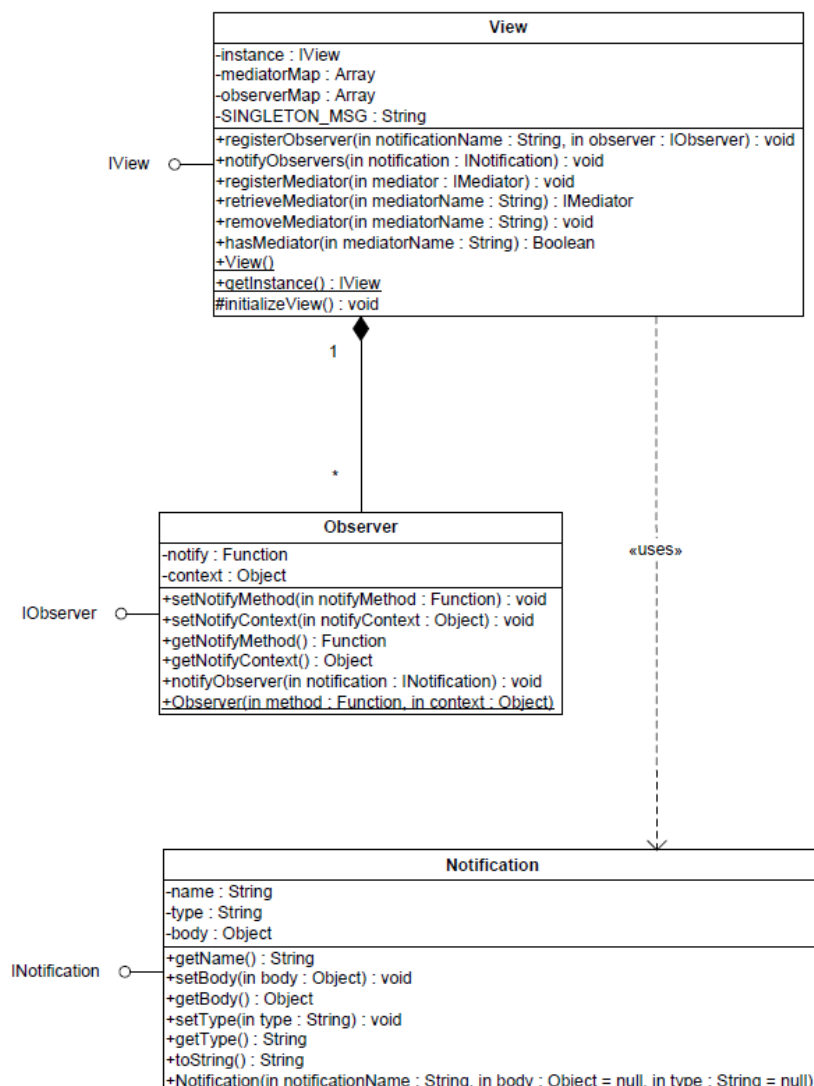 View
-instance : IView
-mediatorMap : Array
-observerMap : Array
-SINGLETON_MSG : String
+registerObserver(in notificationName : String, in observer : IObserver) : void
+notifyObservers(in notification : INotification) : void
+registerMediator(in mediator : IMediator) : void
+retrieveMediator(in mediatorName : String) : IMediator
+removeMediator(in mediatorName : String) : void
+hasMediator(in mediatorName : String) : Boolean
+View()
+getInstance() : IView
#initializeView() : void
IView
1
*
«uses»
Observer
-notify : Function
-context : Object
+setNotifyMethod(in notifyMethod : Function) : void
+setNotifyContext(in notifyContext : Object) : void
+getNotifyMethod() : Function
+getNotifyContext() : Object
+notifyObserver(in notification : INotification) : void
+Observer(in method : Function, in context : Object)
IObserver
Notification
-name : String
-type : String
-body : Object
+getName() : String
+setBody(in body : Object) : void
+getBody() : Object
+setType(in type : String) : void
+getType() : String
+toString() : String
+Notification(in notificationName : String, in body : Object = null, in type : String = null)
INotification